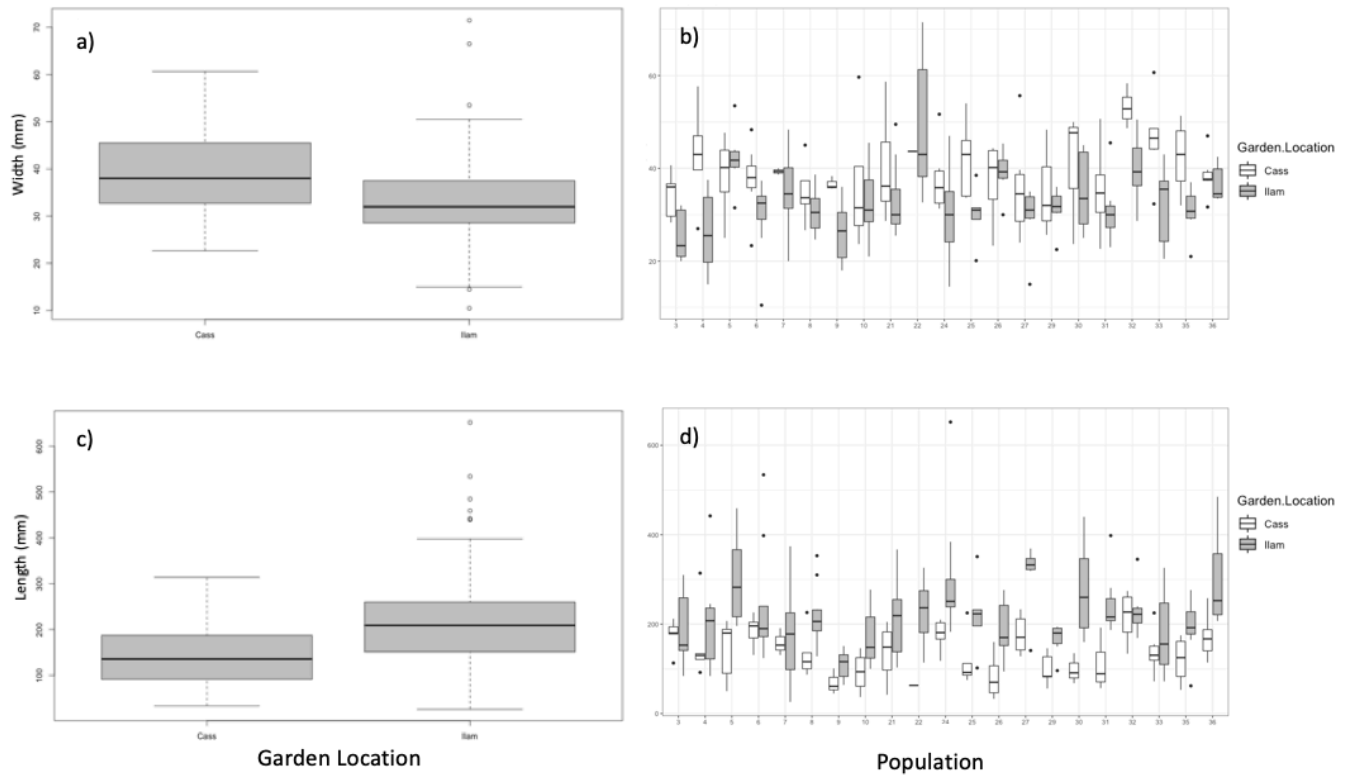 a)
Width (mm)
70
60
50
40
30
20
10
Cass
Ilam
b)
60
40
20
3 4 5 6 7 8 9 10 21 22 24 25 26 27 29 30 31 32 33 35 36
Garden.Location
Cass
Ilam
c)
Length (mm)
600
500
400
300
200
100
Cass
Ilam
Garden Location
d)
600
400
200
0
3 4 5 6 7 8 9 10 21 22 74 25 26 27 29 30 31 32 33 35 36
Garden.Location
Cass
Ilam
Population